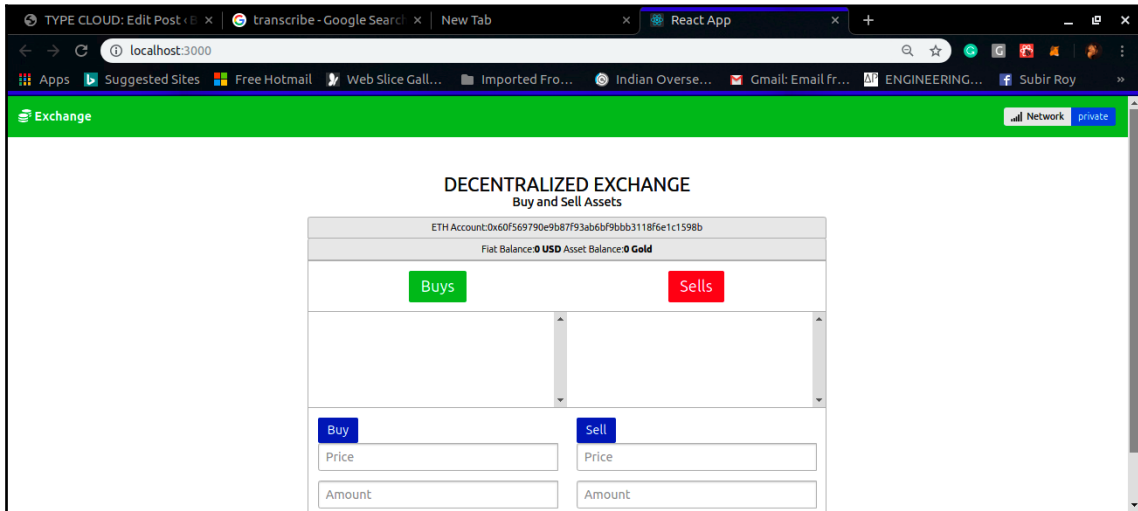 TYPE CLOUD: Edit Post ‹ B
transcribe - Google Search
New Tab
React App
localhost:3000
Apps
Suggested Sites
Free Hotmail
Web Slice Gall...
Imported Fro...
Indian Overse...
Gmail: Email fr...
ENGINEERING...
Subir Roy
Exchange
Network private
DECENTRALIZED EXCHANGE
Buy and Sell Assets
ETH Account:0x60f569790e9b87f93ab6bf9bbb3118f6e1c1598b
Fiat Balance:0 USD Asset Balance:0 Gold
Buys
Sells
Buy
Sell
Price
Price
Amount
Amount